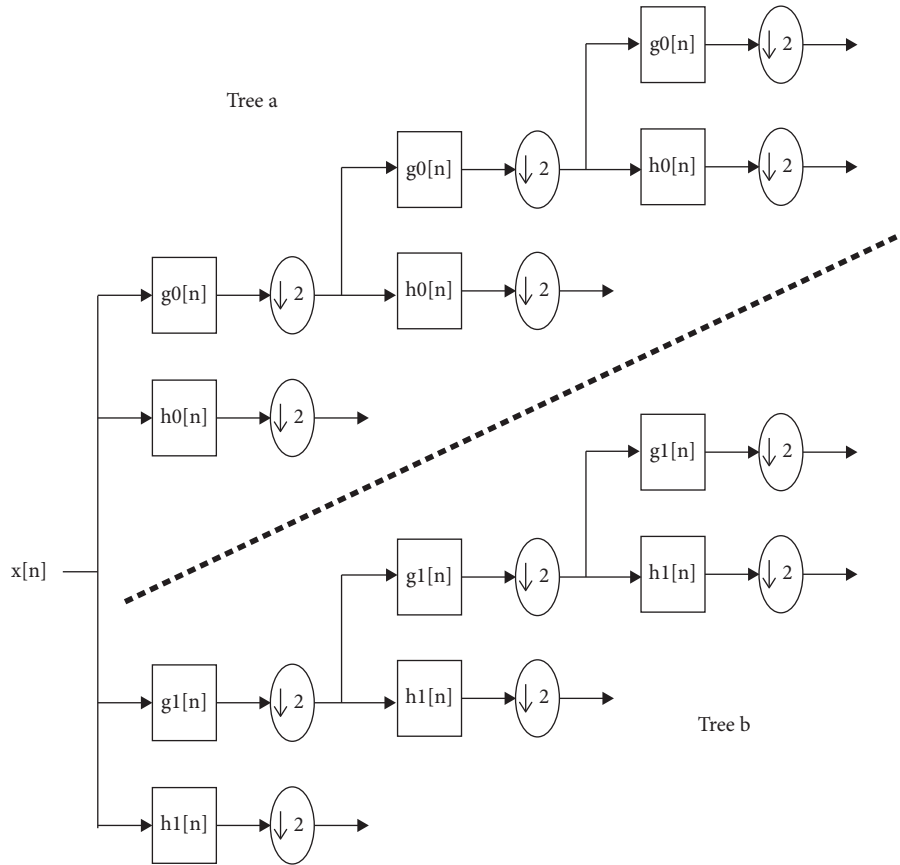 g0[n] ↓ 2
Tree a
g0[n] ↓ 2
h0[n] ↓ 2
g0[n] ↓ 2
h0[n] ↓ 2
h0[n] ↓ 2
g1[n] ↓ 2
x[n]
g1[n] ↓ 2
h1[n] ↓ 2
g1[n] ↓ 2
h1[n] ↓ 2
Tree b
h1[n] ↓ 2